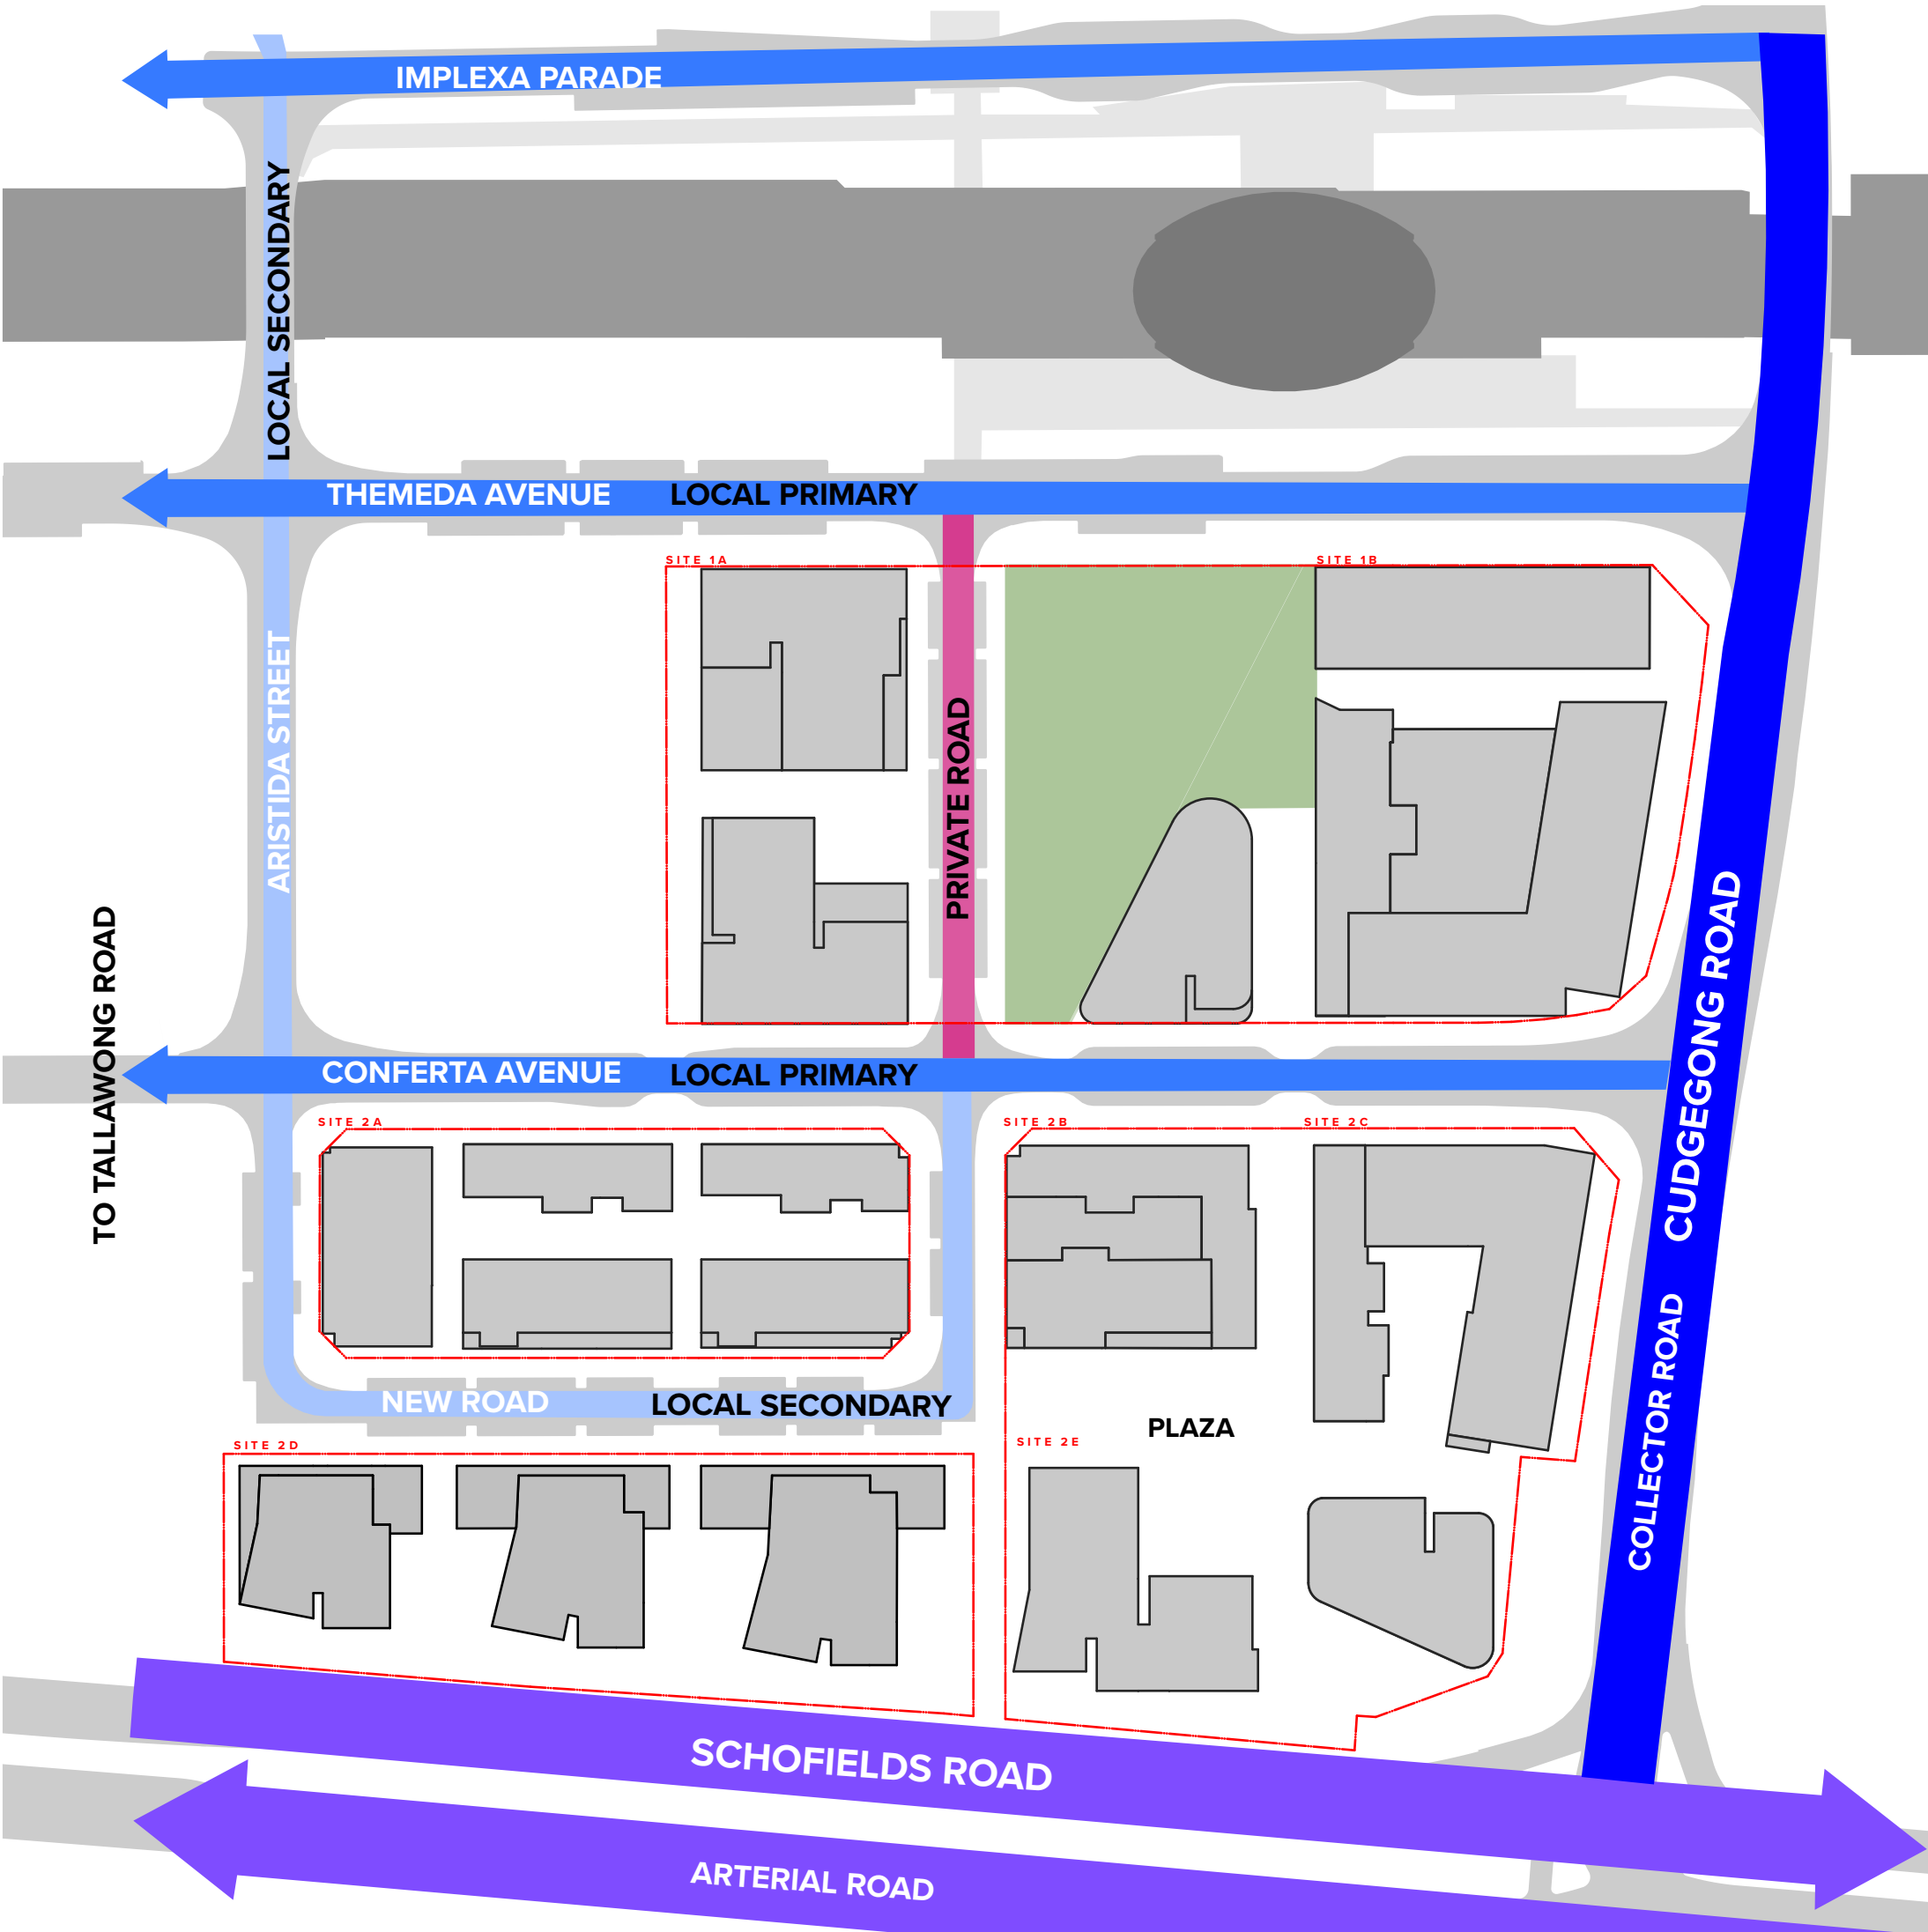 IMPLEXA PARADE
LOCAL SECONDARY
THEMEDA AVENUE
LOCAL PRIMARY
SITE 1A
SITE 1B
ARISTIDA STREET
PRIVATE ROAD
TO TALLAWONG ROAD
CUDGEGONG ROAD
CONFERTA AVENUE
LOCAL PRIMARY
SITE 2A
SITE 2B
SITE 2C
COLLECTOR ROAD
NEW ROAD
LOCAL SECONDARY
PLAZA
SITE 2D
SITE 2E
SCHOFIELDS ROAD
ARTERIAL ROAD